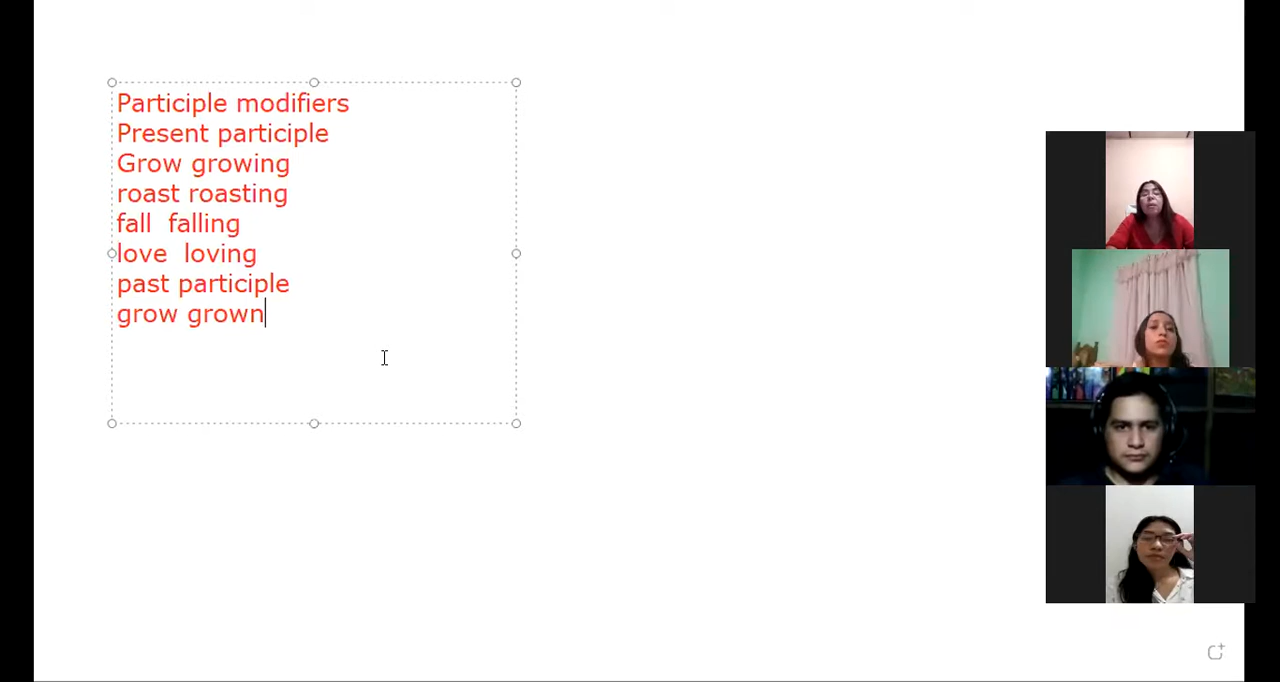 Participle modifiers
Present participle
Grow growing
roast roasting
fall  falling
love  loving
past participle
grow grown